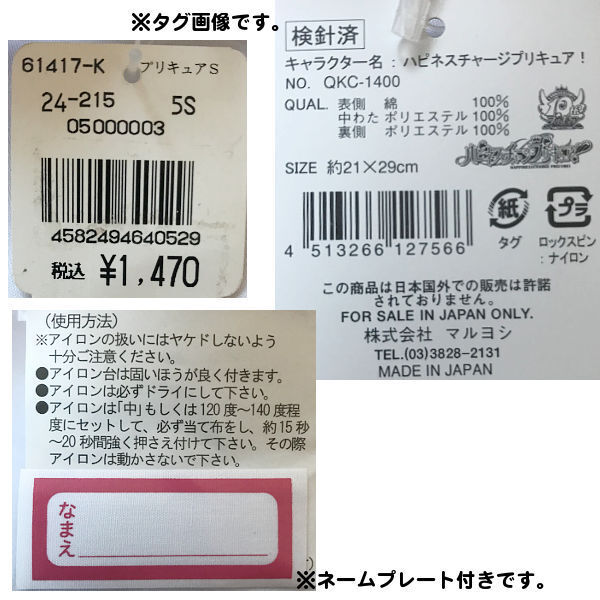 ※タグ画像です。
61417-K プリキュアS
24-215 5S
05000003
4582494640529
税込 ¥1,470
検針済
キャラクター名：ハピネスチャージプリキュア！
NO. QKC-1400
QUAL. 表側 綿 100%
中わた ポリエステル 100%
裏側 ポリエステル 100%
ハピネスチャージプリキュア!
SIZE 約21×29cm
4 513266 127566
紙
タグ
プラ
ロックスピン
：ナイロン
この商品は日本国外での販売は許諾
されておりません。
FOR SALE IN JAPAN ONLY
株式会社 マルヨシ
TEL.(03)3828-2131
MADE IN JAPAN
（使用方法）
※アイロンの扱いにはヤケドしないよう
十分ご注意ください。
●アイロン台は固いほうが良く付きます。
●アイロンは必ずドライにして下さい。
●アイロンは「中」もしくは120度〜140度程
度にセットして、必ず当て布をし、約15秒
〜20秒間強く押さえ付けて下さい。その際
アイロンは動かさないで下さい。
なまえ
※ネームプレート付きです。